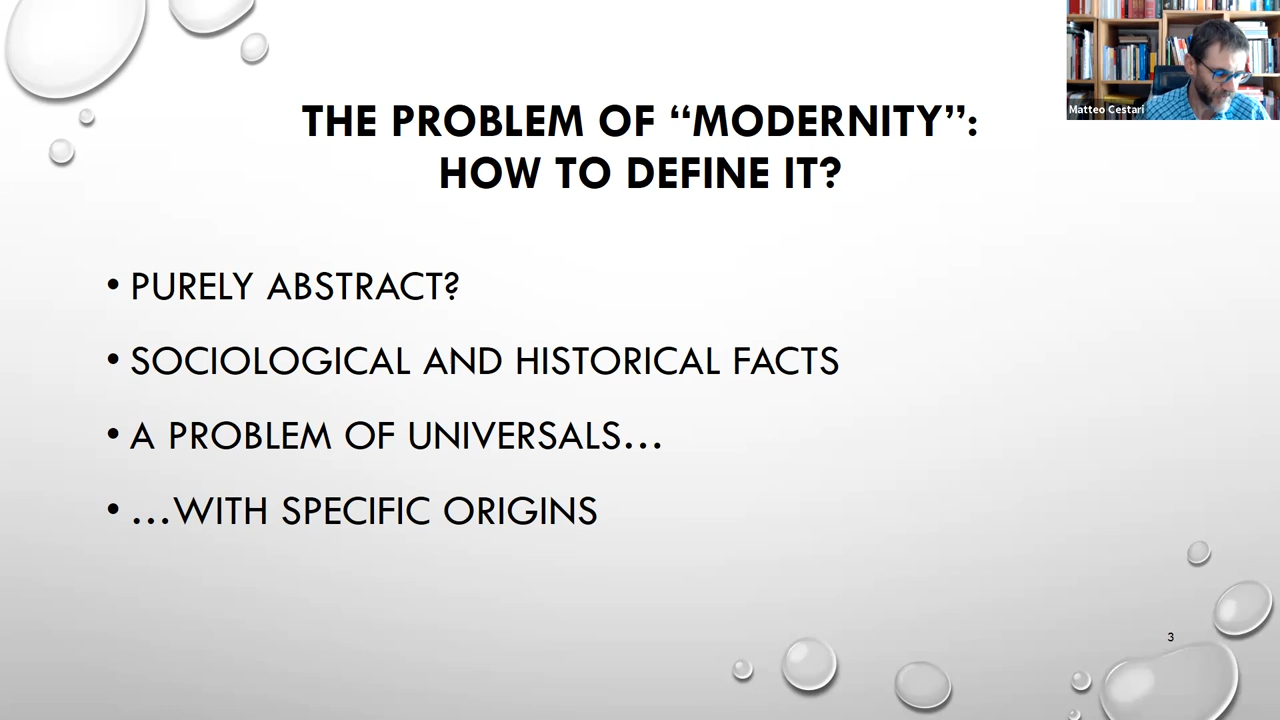 Matteo Cestari
THE PROBLEM OF “MODERNITY”:
HOW TO DEFINE IT?
• PURELY ABSTRACT?
• SOCIOLOGICAL AND HISTORICAL FACTS
• A PROBLEM OF UNIVERSALS…
• …WITH SPECIFIC ORIGINS
3